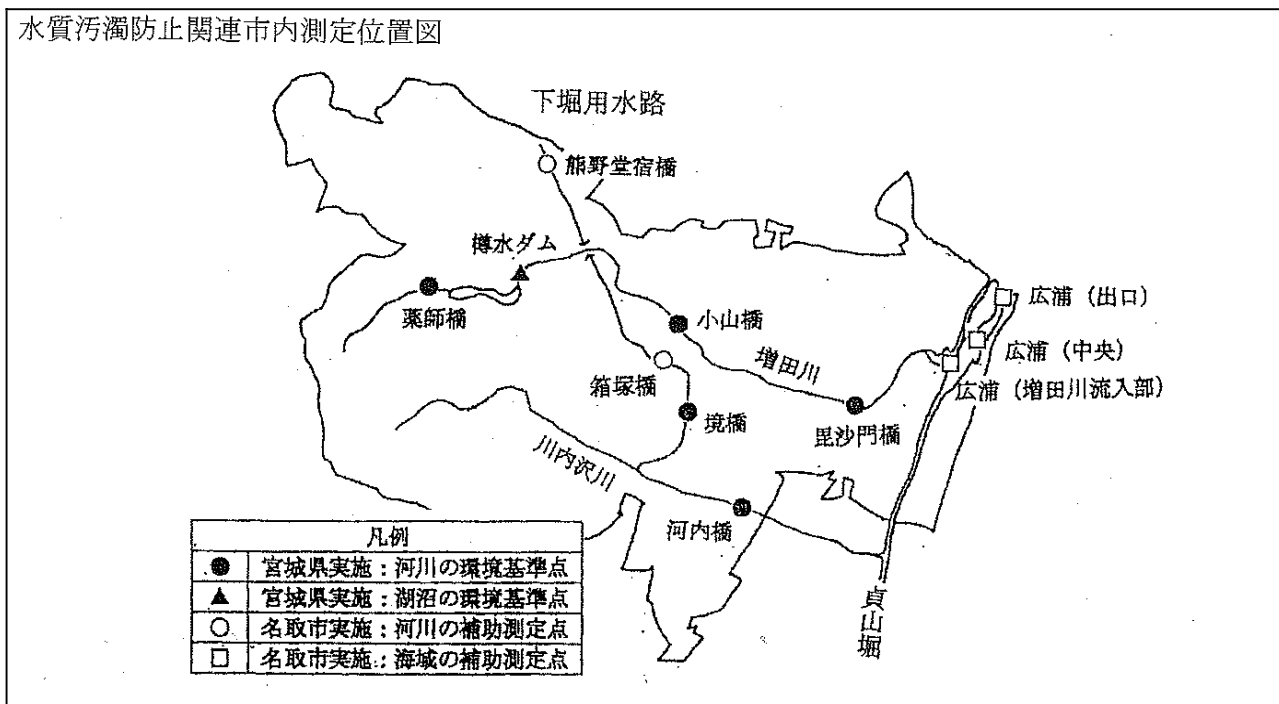 水質汚濁防止関連市内測定位置図
下堀用水路
熊野堂宿橋
樽水ダム
薬師橋
小山橋
広浦（出口）
広浦（中央）
広浦（増田川流入部）
増田川
箱塚橋
境橋
毘沙門橋
川内沢川
河内橋
貞山堀
凡例
● 宮城県実施：河川の環境基準点
▲ 宮城県実施：湖沼の環境基準点
○ 名取市実施：河川の補助測定点
□ 名取市実施：海域の補助測定点